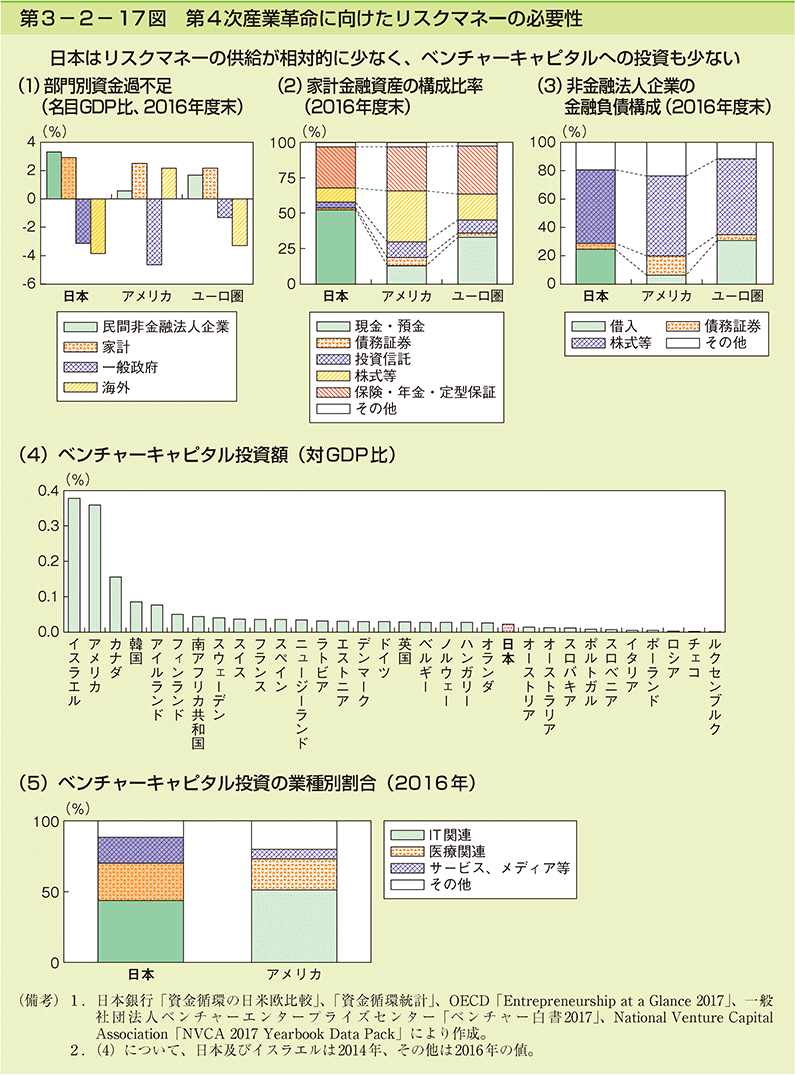 第3-2-17図 第4次産業革命に向けたリスクマネーの必要性
日本はリスクマネーの供給が相対的に少なく、ベンチャーキャピタルへの投資も少ない
(1)部門別資金過不足
(名目GDP比、2016年度末)
(%)
4
2
0
-2
-4
-6
日本 アメリカ ユーロ圏
民間非金融法人企業
家計
一般政府
海外
(2)家計金融資産の構成比率
(2016年度末)
(%)
100
75
50
25
0
日本 アメリカ ユーロ圏
現金・預金
債務証券
投資信託
株式等
保険・年金・定型保証
その他
(3)非金融法人企業の
金融負債構成(2016年度末)
(%)
100
80
60
40
20
0
日本 アメリカ ユーロ圏
借入 債務証券
株式等 その他
(4)ベンチャーキャピタル投資額(対GDP比)
(%)
0.4
0.3
0.2
0.1
0.0
イスラエル
アメリカ
カナダ
韓国
アイルランド
フィンランド
南アフリカ共和国
スウェーデン
スイス
フランス
スペイン
ニュージーランド
ラトビア
エストニア
デンマーク
ドイツ
英国
ベルギー
ノルウェー
ハンガリー
オランダ
日本
オーストリア
オーストラリア
スロバキア
ポルトガル
スロベニア
イタリア
ポーランド
ロシア
チェコ
ルクセンブルク
(5)ベンチャーキャピタル投資の業種別割合(2016年)
(%)
100
50
0
日本 アメリカ
IT関連
医療関連
サービス、メディア等
その他
(備考)1.日本銀行「資金循環の日米欧比較」、「資金循環統計」、OECD「Entrepreneurship at a Glance 2017」、一般
社団法人ベンチャーエンタープライズセンター「ベンチャー白書2017」、National Venture Capital
Association「NVCA 2017 Yearbook Data Pack」により作成。
2.(4)について、日本及びイスラエルは2014年、その他は2016年の値。